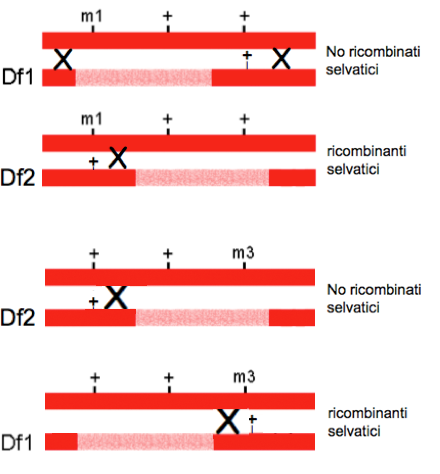 m1 + +
X + X No ricombinati
selvatici
Df1
m1 + +
+ X ricombinanti
selvatici
Df2
+ + m3
+ X No ricombinati
selvatici
Df2
+ + m3
X + ricombinanti
selvatici
Df1